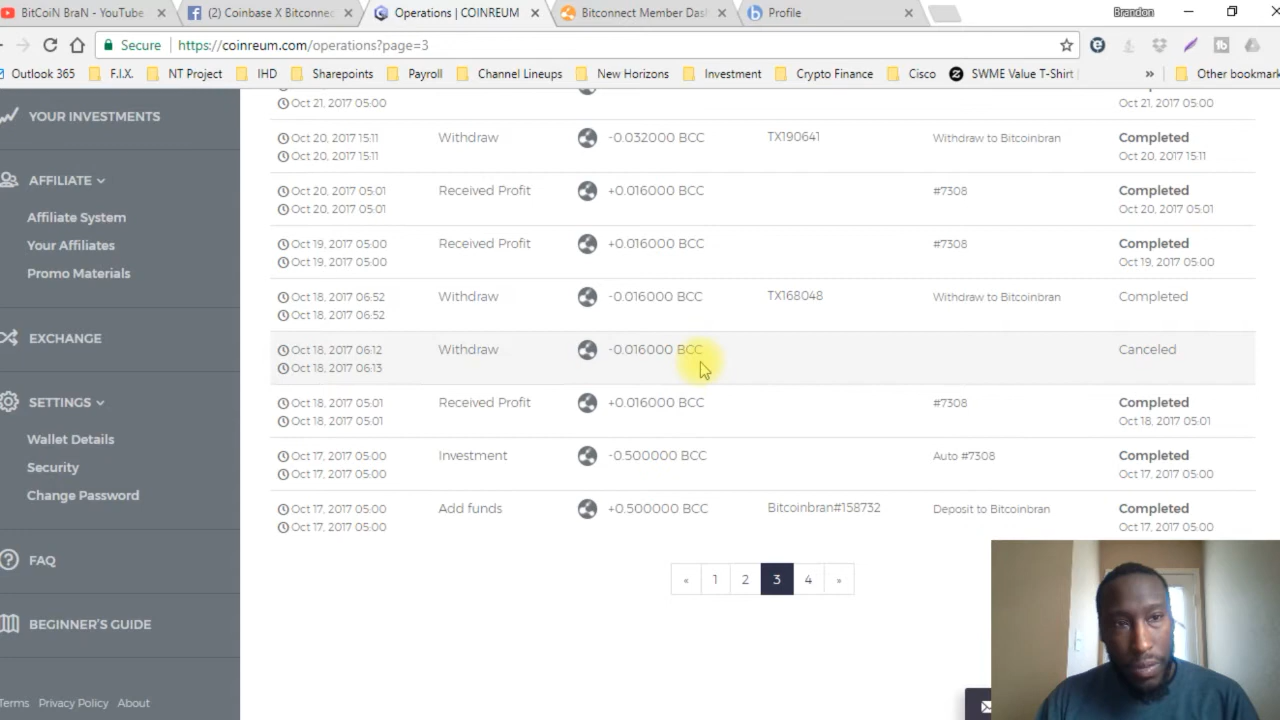 BitCoiN BraN - YouTube
(2) Coinbase X Bitconnec
Operations | COINREUM
Bitconnect Member Das
Profile
Brandon
Secure https://coinreum.com/operations?page=3
Outlook 365 F.I.X. NT Project IHD Sharepoints Payroll Channel Lineups New Horizons Investment Crypto Finance Cisco SWME Value T-Shirt » Other bookmark
YOUR INVESTMENTS
AFFILIATE
Affiliate System
Your Affiliates
Promo Materials
EXCHANGE
SETTINGS
Wallet Details
Security
Change Password
FAQ
BEGINNER'S GUIDE
Terms Privacy Policy About
Oct 21, 2017 05:00 Oct 21, 2017 05:00
Oct 20, 2017 15:11 Withdraw -0.032000 BCC TX190641 Withdraw to Bitcoinbran Completed
Oct 20, 2017 15:11 Oct 20, 2017 15:11
Oct 20, 2017 05:01 Received Profit +0.016000 BCC #7308 Completed
Oct 20, 2017 05:01 Oct 20, 2017 05:01
Oct 19, 2017 05:00 Received Profit +0.016000 BCC #7308 Completed
Oct 19, 2017 05:00 Oct 19, 2017 05:00
Oct 18, 2017 06:52 Withdraw -0.016000 BCC TX168048 Withdraw to Bitcoinbran Completed
Oct 18, 2017 06:52
Oct 18, 2017 06:12 Withdraw -0.016000 BCC Canceled
Oct 18, 2017 06:13
Oct 18, 2017 05:01 Received Profit +0.016000 BCC #7308 Completed
Oct 18, 2017 05:01 Oct 18, 2017 05:01
Oct 17, 2017 05:00 Investment -0.500000 BCC Auto #7308 Completed
Oct 17, 2017 05:00 Oct 17, 2017 05:00
Oct 17, 2017 05:00 Add funds +0.500000 BCC Bitcoinbran#158732 Deposit to Bitcoinbran Completed
Oct 17, 2017 05:00 Oct 17, 2017 05:00
« 1 2 3 4 »